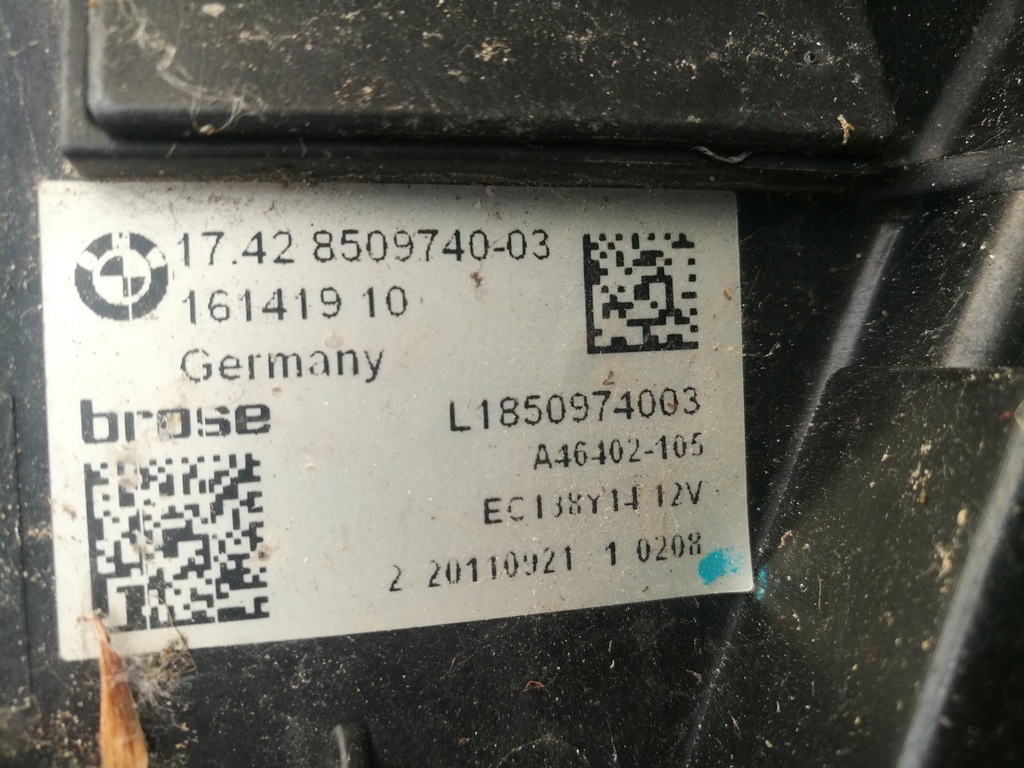 17.42 8509740-03
161419 10
Germany
brose
L1850974003
A46402-105
EC138Y14 12V
2 20110921 1 0208